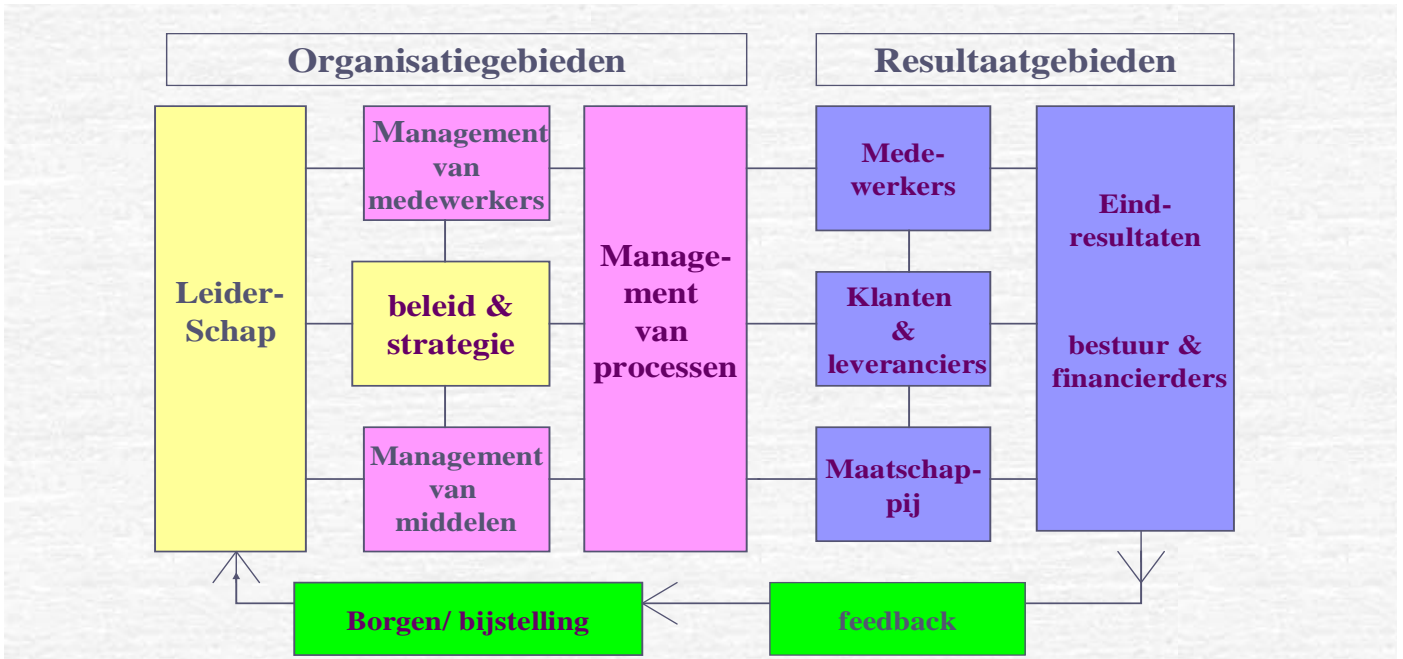 Organisatiegebieden
Resultaatgebieden
Leider-
Schap
Management
van
medewerkers
beleid &
strategie
Management
van
middelen
Manage-
ment
van
processen
Mede-
werkers
Klanten
&
leveranciers
Maatschap-
pij
Eind-
resultaten
bestuur &
financierders
Borgen/ bijstelling
feedback